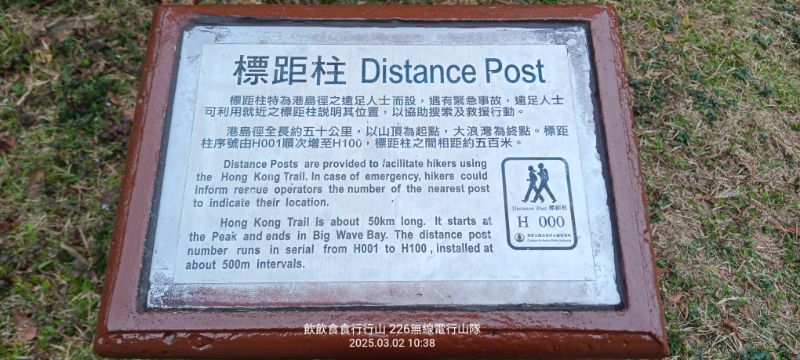 標距柱 Distance Post
標距柱特為港島徑之遠足人士而設，遇有緊急事故，遠足人士
可利用就近之標距柱説明其位置，以協助搜索及救援行動。
港島徑全長約五十公里，以山頂為起點，大浪灣為終點。標距
柱序號由H001順次增至H100，標距柱之間相距約五百米。
Distance Posts are provided to facilitate hikers using
the Hong Kong Trail. In case of emergency, hikers could
inform rescue operators the number of the nearest post
to indicate their location.
Hong Kong Trail is about 50km long. It starts at
the Peak and ends in Big Wave Bay. The distance post
number runs in serial from H001 to H100, installed at
about 500m intervals.
Distance Post 標距柱
H 000
Country & Marine Parks Authority
飲飲食食行行山 226無線電行山隊
2025.03.02 10:38